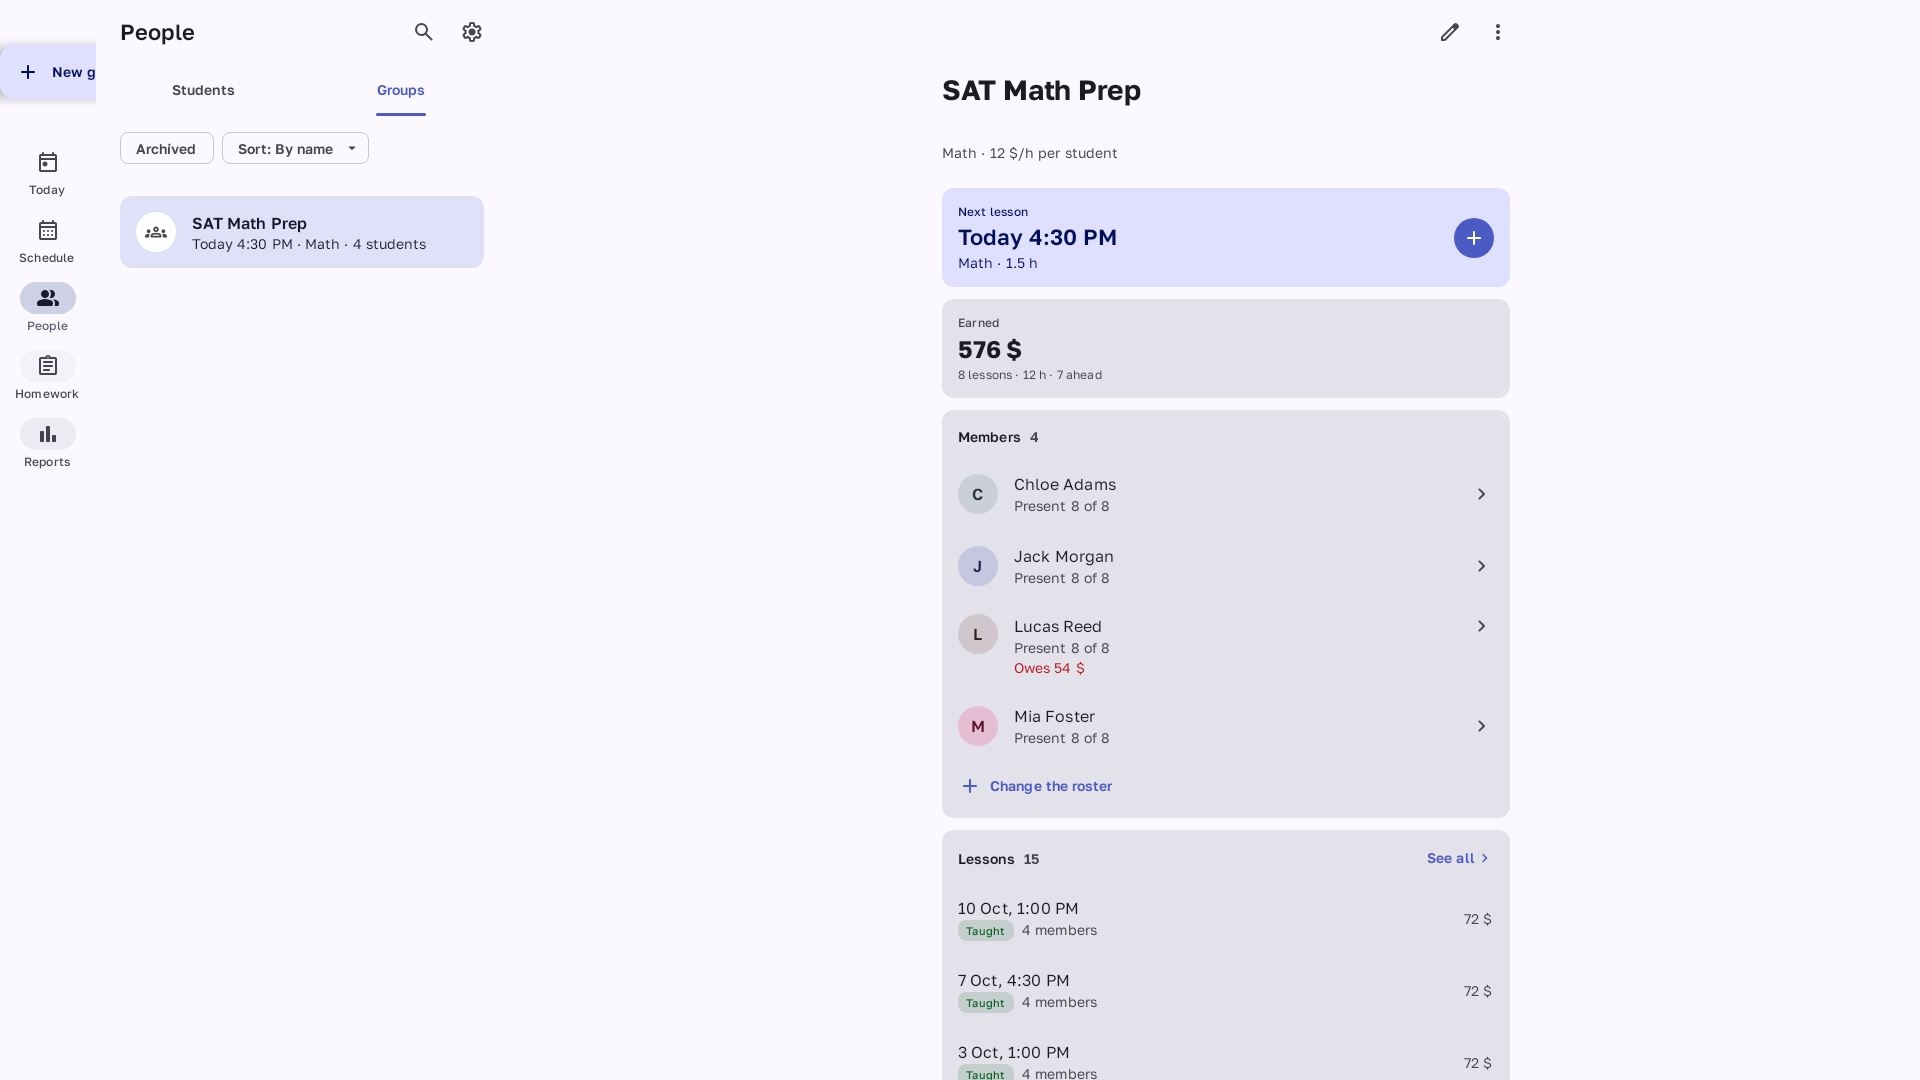 New g
Today
Schedule
People
Homework
Reports
People
Students
Groups
Archived
Sort: By name
SAT Math Prep
Today 4:30 PM · Math · 4 students
SAT Math Prep
Math · 12 $/h per student
Next lesson
Today 4:30 PM
Math · 1.5 h
Earned
576 $
8 lessons · 12 h · 7 ahead
Members 4
C
Chloe Adams
Present 8 of 8
J
Jack Morgan
Present 8 of 8
L
Lucas Reed
Present 8 of 8
Owes 54 $
M
Mia Foster
Present 8 of 8
Change the roster
Lessons 15
See all
10 Oct, 1:00 PM
Taught 4 members
72 $
7 Oct, 4:30 PM
Taught 4 members
72 $
3 Oct, 1:00 PM
Taught 4 members
72 $